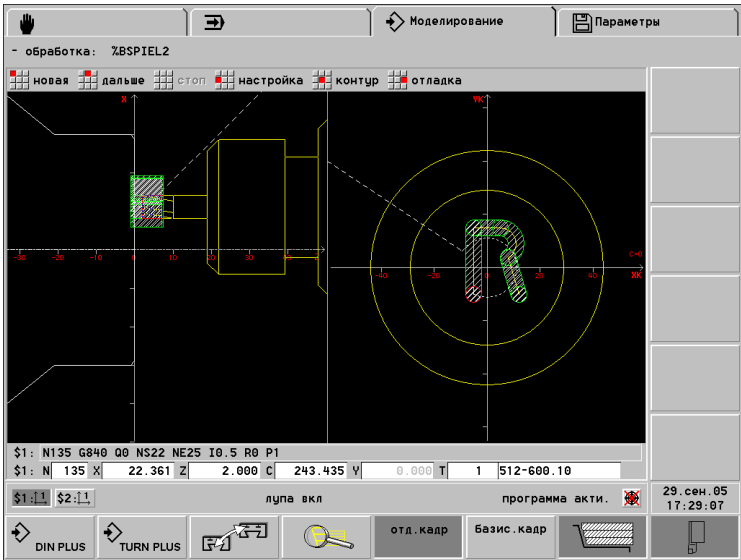 Моделирование Параметры
- обработка: %BSPIEL2
новая дальше стоп настройка контур отладка
X YK
-30 -20 -10 10 20 30
C=0
-40 -20 0 20 40 XK
$1: N135 G840 Q0 NS22 NE25 I0.5 R0 P1
$1: N 135 X 22.361 Z 2.000 C 243.435 Y 0.000 T 1 512-600.10
$1: $2: лупа вкл программа акти.
29.сен.05
17:29:07
DIN PLUS TURN PLUS отд.кадр Базис.кадр